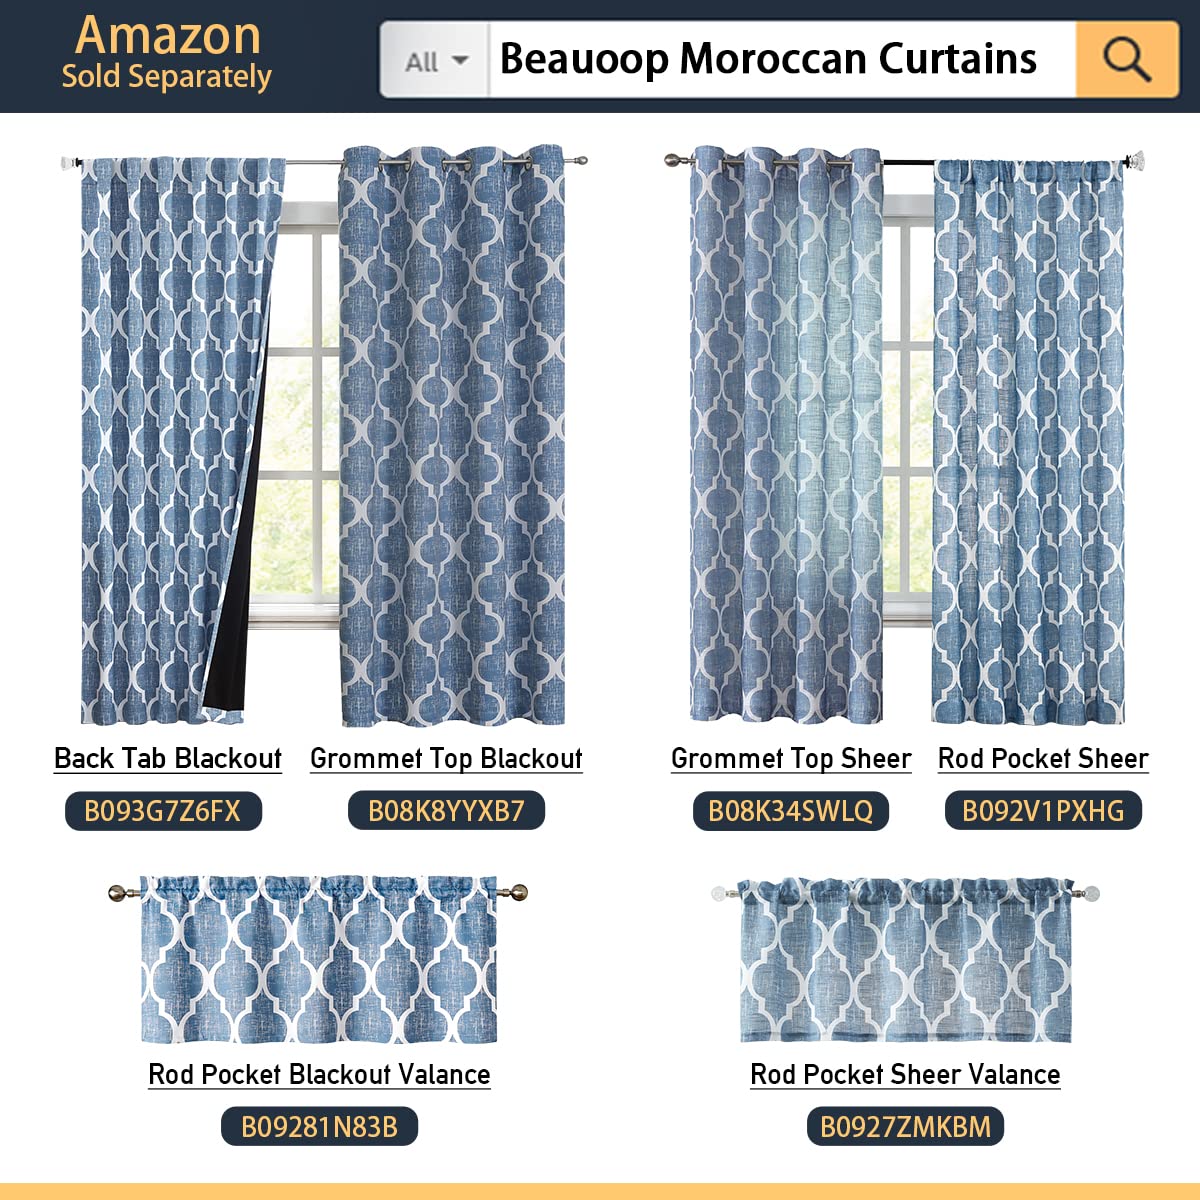 Amazon
Sold Separately
All
Beauoop Moroccan Curtains
Back Tab Blackout
Grommet Top Blackout
Grommet Top Sheer
Rod Pocket Sheer
B093G7Z6FX
B08K8YYXB7
B08K34SWLQ
B092V1PXHG
Rod Pocket Blackout Valance
Rod Pocket Sheer Valance
B09281N83B
B0927ZMKBM